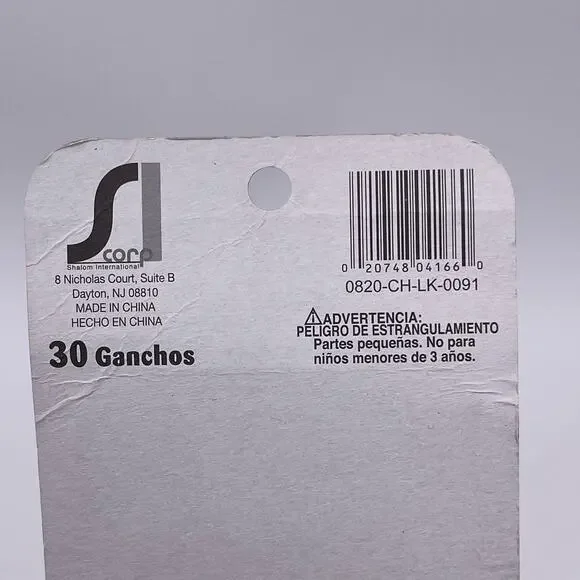 SI
corp
Shalom International
8 Nicholas Court, Suite B
Dayton, NJ 08810
MADE IN CHINA
HECHO EN CHINA
30 Ganchos
0 20748 04166 0
0820-CH-LK-0091
⚠ADVERTENCIA:
PELIGRO DE ESTRANGULAMIENTO
Partes pequeñas. No para
niños menores de 3 años.